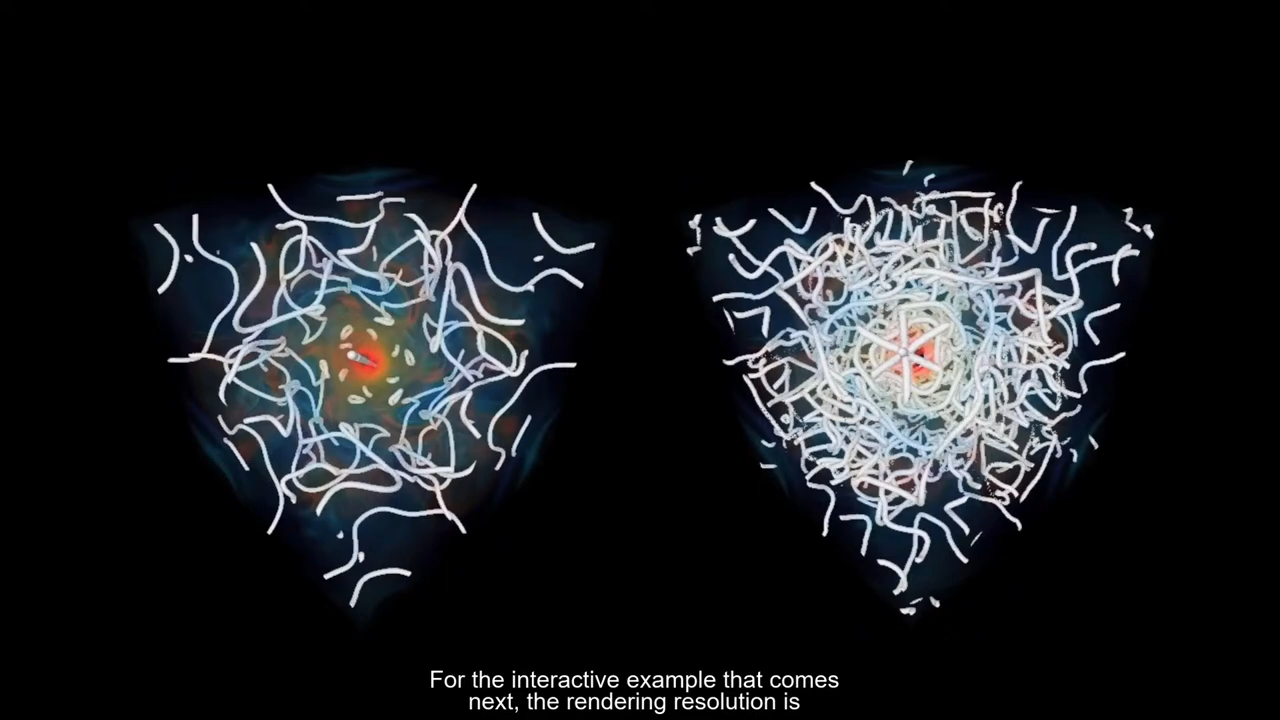 For the interactive example that comes
next, the rendering resolution is